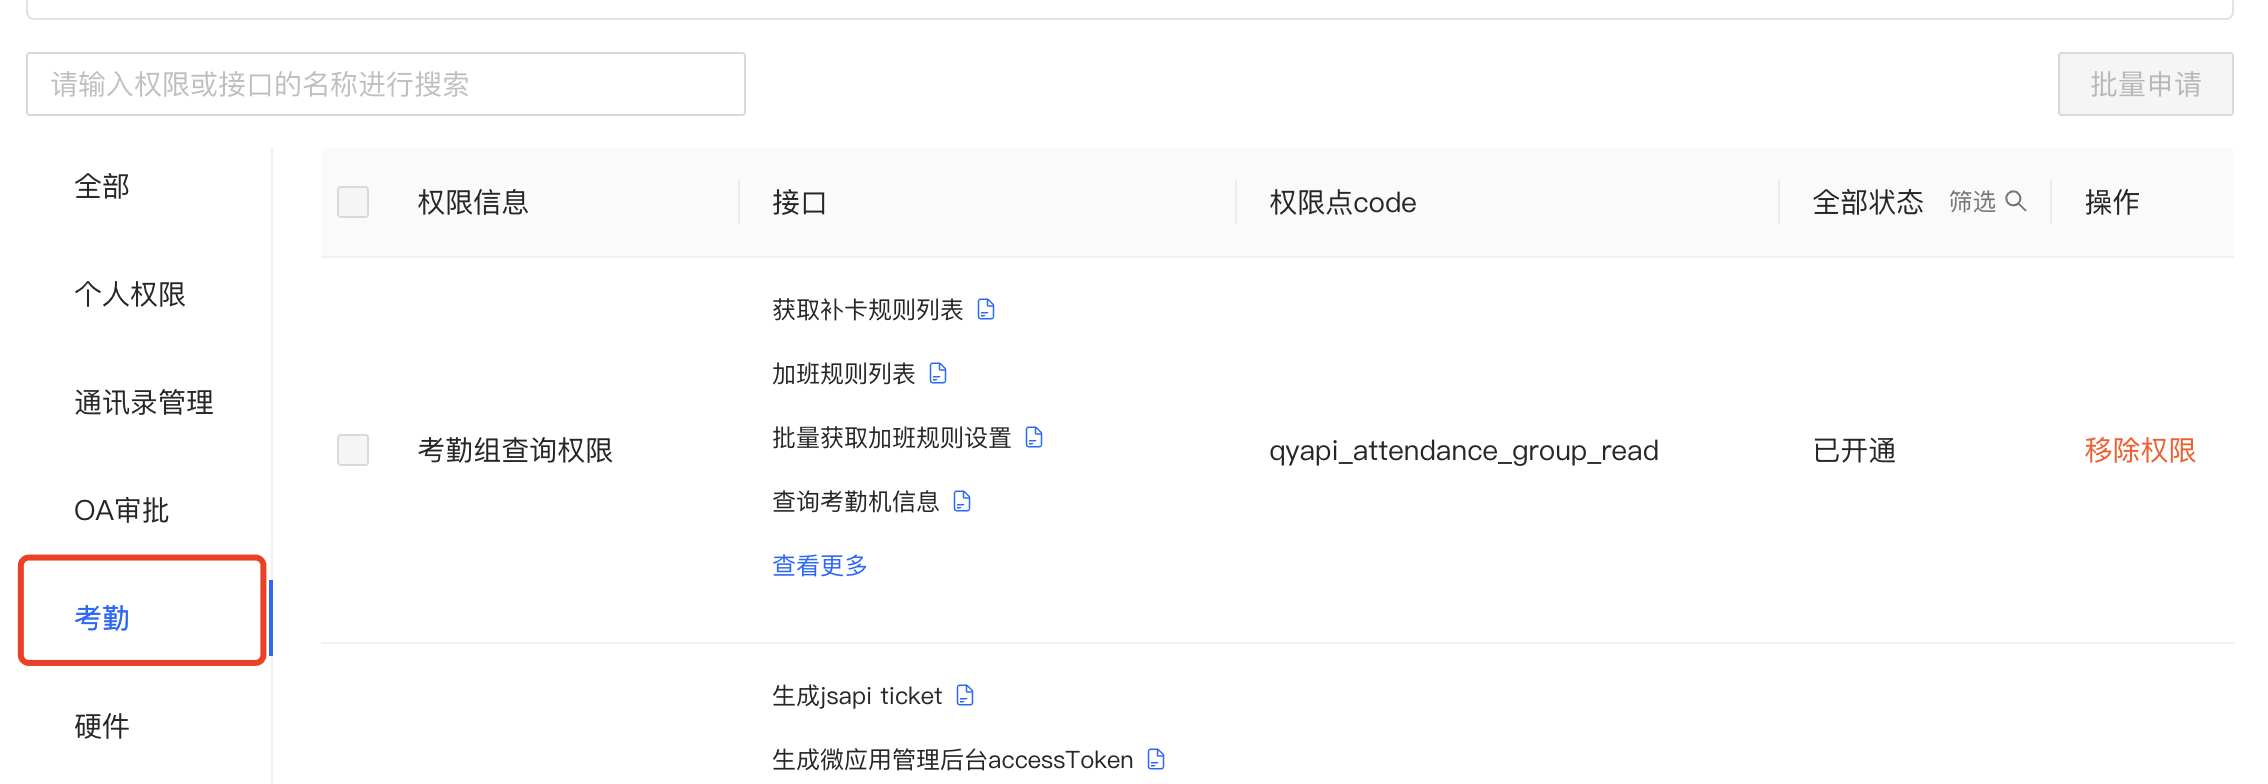 请输入权限或接口的名称进行搜索
批量申请
全部
个人权限
通讯录管理
OA审批
考勤
硬件
权限信息 接口 权限点code 全部状态 筛选 操作
获取补卡规则列表
加班规则列表
批量获取加班规则设置
考勤组查询权限 qyapi_attendance_group_read 已开通 移除权限
查询考勤机信息
查看更多
生成jsapi ticket
生成微应用管理后台accessToken